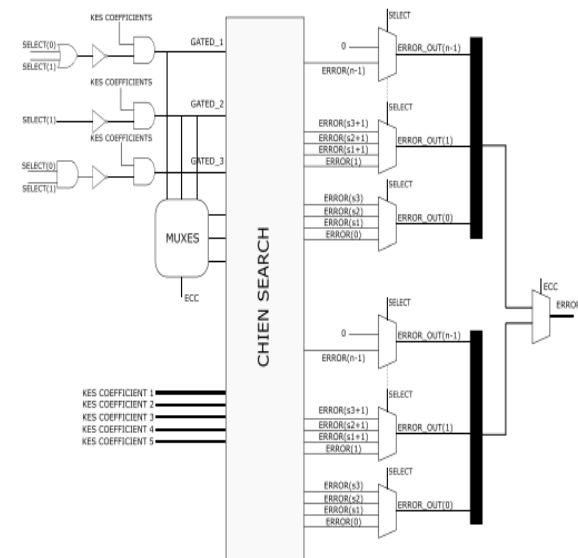 KES COEFFICIENTS
SELECT(0)
SELECT(1)
GATED_1
KES COEFFICIENTS
SELECT(1)
GATED_2
KES COEFFICIENTS
SELECT(0)
SELECT(1)
GATED_3
MUXES
ECC
KES COEFFICIENT 1
KES COEFFICIENT 2
KES COEFFICIENT 3
KES COEFFICIENT 4
KES COEFFICIENT 5
CHIEN SEARCH
SELECT
0
ERROR(n-1)
ERROR_OUT(n-1)
SELECT
ERROR(s3+1)
ERROR(s2+1)
ERROR(s1+1)
ERROR(1)
ERROR_OUT(1)
SELECT
ERROR(s3)
ERROR(s2)
ERROR(s1)
ERROR(0)
ERROR_OUT(0)
SELECT
0
ERROR(n-1)
ERROR_OUT(n-1)
SELECT
ERROR(s3+1)
ERROR(s2+1)
ERROR(s1+1)
ERROR(1)
ERROR_OUT(1)
SELECT
ERROR(s3)
ERROR(s2)
ERROR(s1)
ERROR(0)
ERROR_OUT(0)
ECC
ERROR